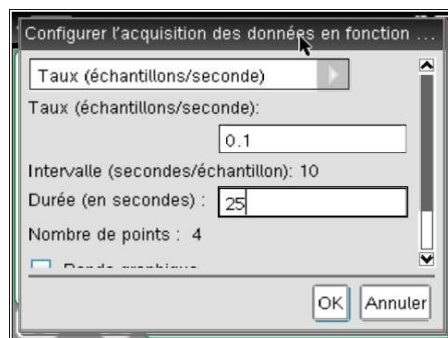 Configurer l'acquisition des données en fonction ...
Taux (échantillons/seconde)
Taux (échantillons/seconde):
0.1
Intervalle (secondes/échantillon): 10
Durée (en secondes) : 25
Nombre de points : 4
OK Annuler